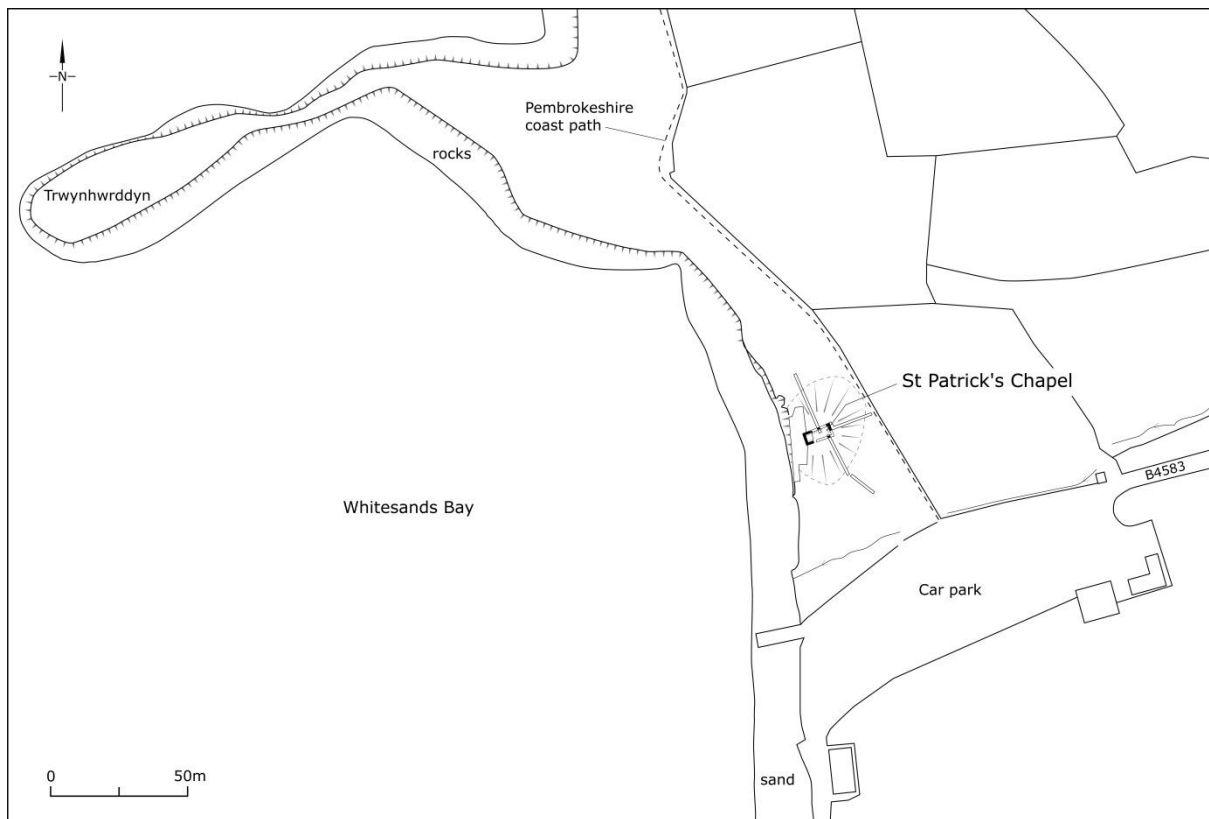 -N-
Pembrokeshire
coast path
rocks
Trwynhwrddyn
St Patrick's Chapel
B4583
Whitesands Bay
Car park
0 50m
sand